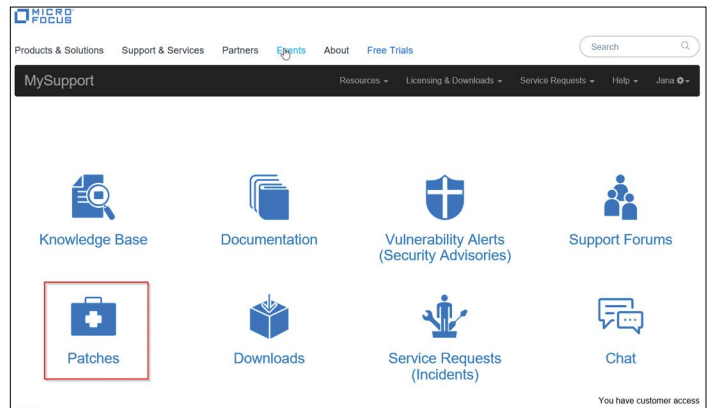 MICRO
FOCUS
Products & Solutions Support & Services Partners Events About Free Trials Search
MySupport Resources Licensing & Downloads Service Requests Help Jana
Knowledge Base Documentation Vulnerability Alerts Support Forums
(Security Advisories)
Patches Downloads Service Requests Chat
(Incidents)
You have customer access